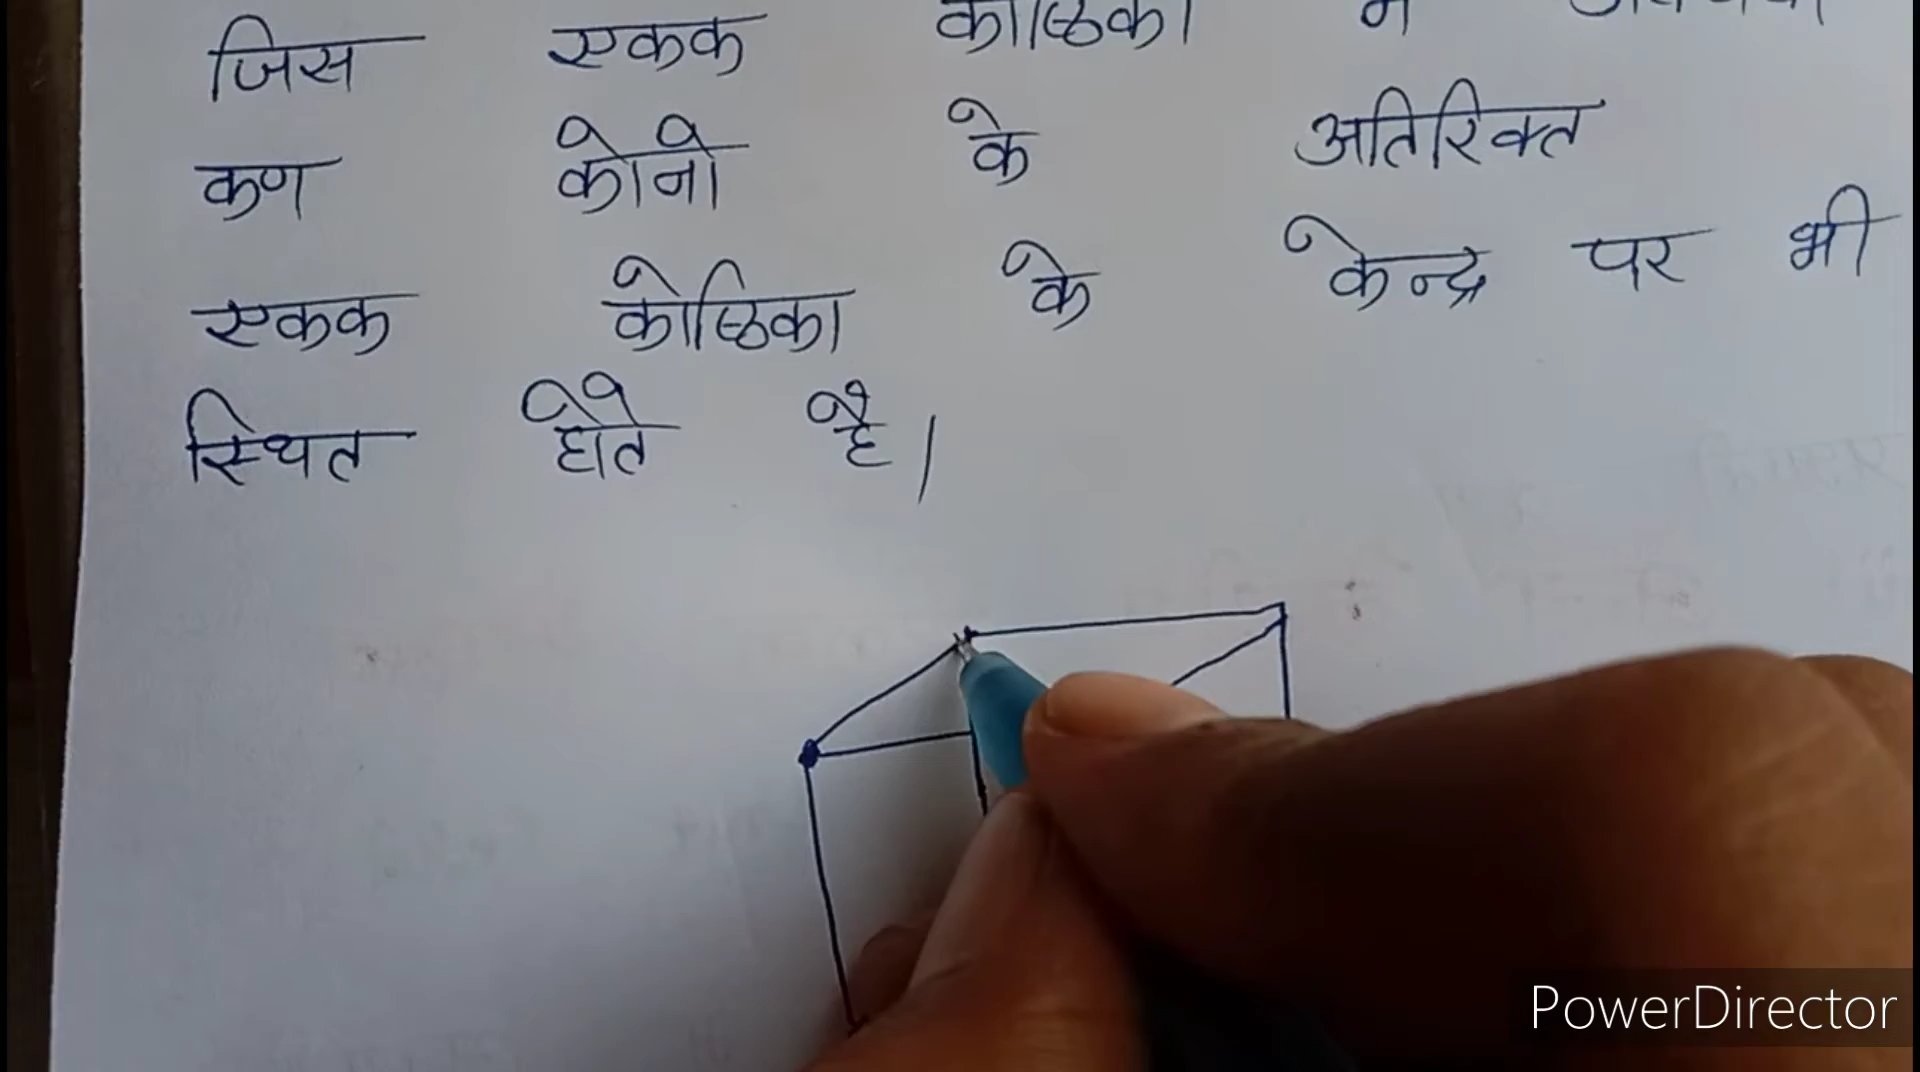 जिस एकक कोष्ठिका में
कण कोनो के अतिरिक्त
एकक कोष्ठिका के केन्द्र पर भी
स्थित होते है।
PowerDirector